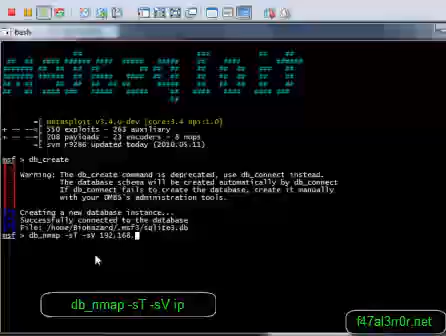 Bash
=[ metasploit v3.4.0-dev [core:3.4 api:1.0]
+ -- --=[ 550 exploits - 263 auxiliary
+ -- --=[ 208 payloads - 23 encoders - 8 nops
=[ svn r9286 updated today (2010.05.11)
msf > db_create
Warning: The db_create command is deprecated, use db_connect instead.
The database schema will be created automatically by db_connect
If db_connect fails to create the database, create it manually
with your DBMS's administration tools.
Creating a new database instance...
Successfully connected to the database
File: /home/Biohazard/.msf3/sqlite3.db
msf > db_nmap -sT -sV 192.168.
db_nmap -sT -sV ip
f47al3rr0r.net